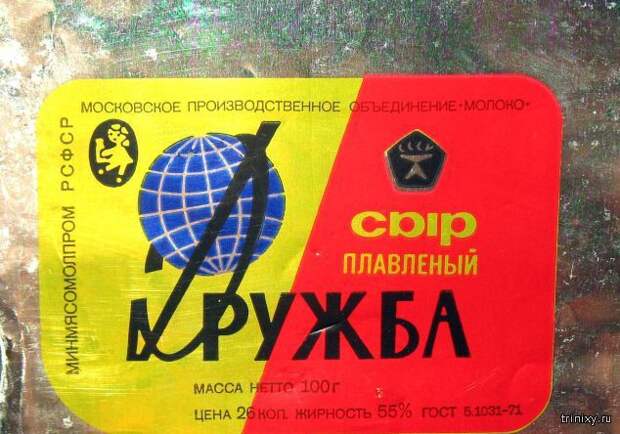 МОСКОВСКОЕ ПРОИЗВОДСТВЕННОЕ ОБЪЕДИНЕНИЕ «МОЛОКО»
МИНМЯСОМОЛПРОМ РСФСР
сыр
ПЛАВЛЕНЫЙ
ДРУЖБА
МАССА НЕТТО 100 г
ЦЕНА 26 КОП. ЖИРНОСТЬ 55% ГОСТ 5.1031-71
trinixy.ru